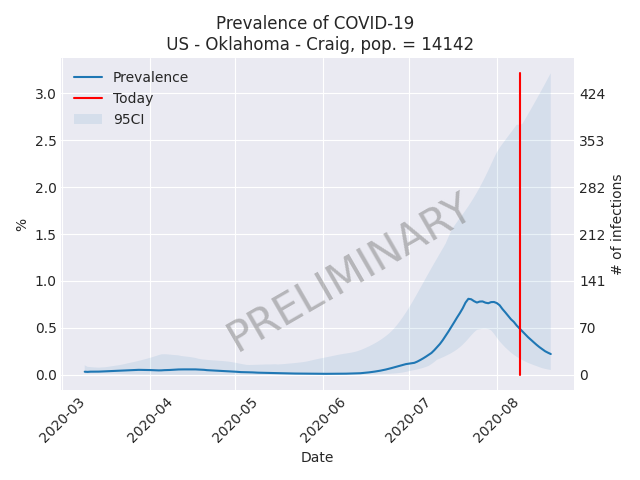 Prevalence of COVID-19
US - Oklahoma - Craig, pop. = 14142
Prevalence
Today
95CI
PRELIMINARY
%
3.0
2.5
2.0
1.5
1.0
0.5
0.0
424
353
282
212
141
70
0
# of infections
2020-03
2020-04
2020-05
2020-06
2020-07
2020-08
Date